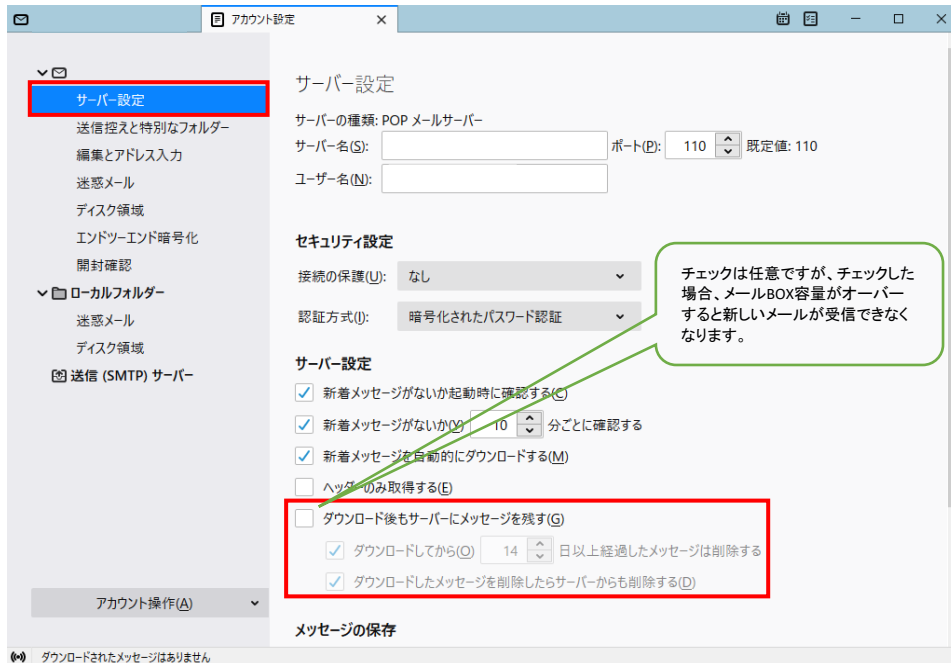 アカウント設定
サーバー設定
送信控えと特別なフォルダー
編集とアドレス入力
迷惑メール
ディスク領域
エンドツーエンド暗号化
開封確認
ローカルフォルダー
迷惑メール
ディスク領域
送信 (SMTP) サーバー
アカウント操作(A)
サーバー設定
サーバーの種類: POP メールサーバー
サーバー名(S): ポート(P): 110 既定値: 110
ユーザー名(N):
セキュリティ設定
接続の保護(U): なし
認証方式(I): 暗号化されたパスワード認証
チェックは任意ですが、チェックした
場合、メールBOX容量がオーバー
すると新しいメールが受信できなく
なります。
サーバー設定
新着メッセージがないか起動時に確認する(C)
新着メッセージがないか(Y) 10 分ごとに確認する
新着メッセージを自動的にダウンロードする(M)
ヘッダーのみ取得する(E)
ダウンロード後もサーバーにメッセージを残す(G)
ダウンロードしてから(O) 14 日以上経過したメッセージは削除する
ダウンロードしたメッセージを削除したらサーバーからも削除する(D)
メッセージの保存
ダウンロードされたメッセージはありません